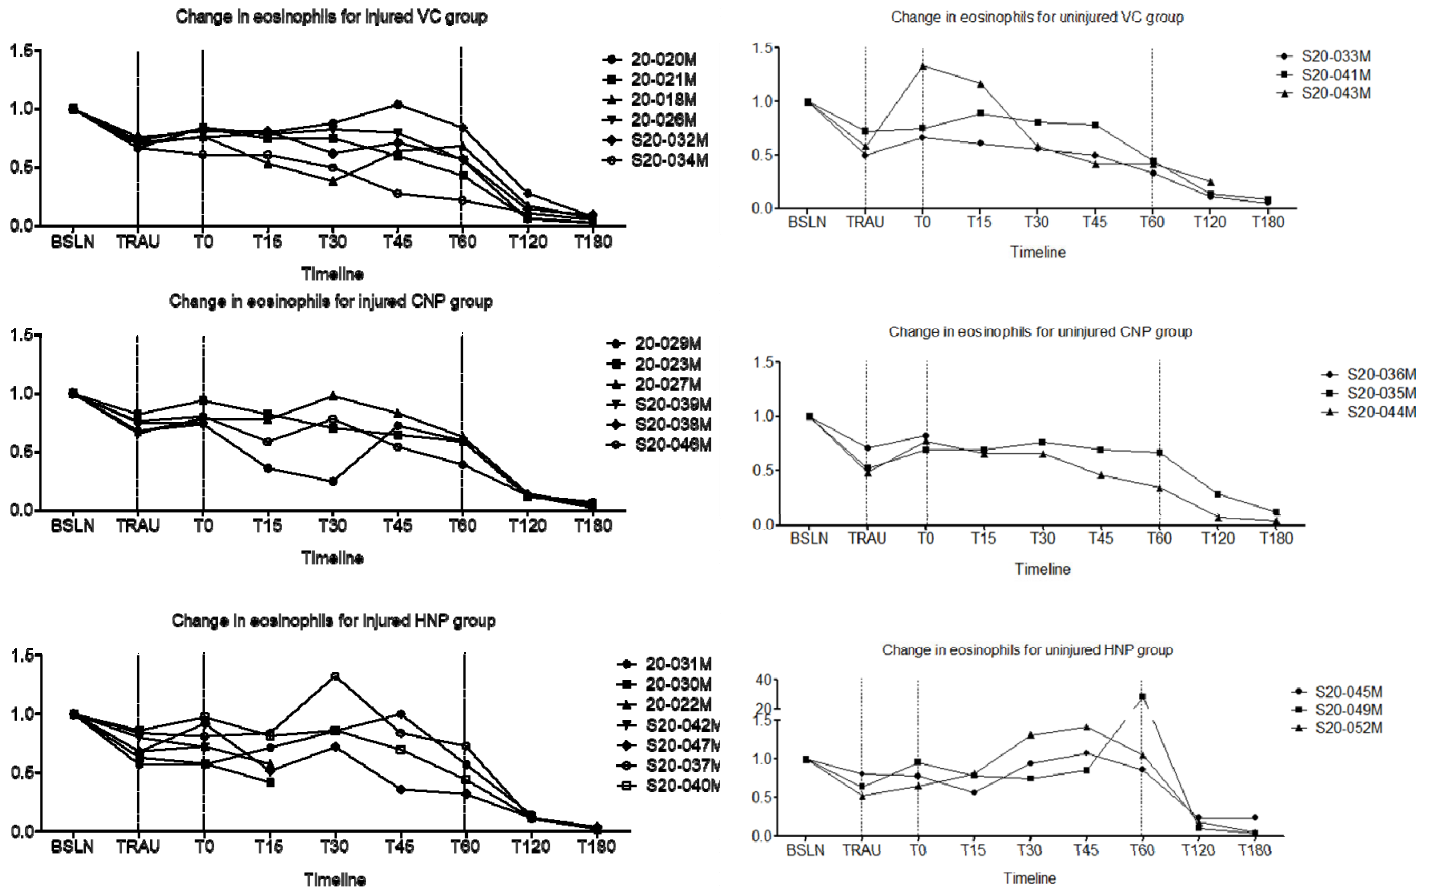 Change in eosinophils for injured VC group
1.5
1.0
0.5
0.0
BSLN TRAU T0 T15 T30 T45 T60 T120 T180
Timeline
20-020M
20-021M
20-018M
20-026M
S20-032M
S20-034M
Change in eosinophils for uninjured VC group
1.5
1.0
0.5
0.0
BSLN TRAU T0 T15 T30 T45 T60 T120 T180
Timeline
S20-033M
S20-041M
S20-043M
Change in eosinophils for injured CNP group
1.5
1.0
0.5
0.0
BSLN TRAU T0 T15 T30 T45 T60 T120 T180
Timeline
20-029M
20-023M
20-027M
S20-039M
S20-038M
S20-046M
Change in eosinophils for uninjured CNP group
1.5
1.0
0.5
0.0
BSLN TRAU T0 T15 T30 T45 T60 T120 T180
Timeline
S20-036M
S20-035M
S20-044M
Change in eosinophils for injured HNP group
1.5
1.0
0.5
0.0
BSLN TRAU T0 T15 T30 T45 T60 T120 T180
Timeline
20-031M
20-030M
20-022M
S20-042M
S20-047M
S20-037M
S20-040M
Change in eosinophils for uninjured HNP group
40
20
1.5
1.0
0.5
0.0
BSLN TRAU T0 T15 T30 T45 T60 T120 T180
Timeline
S20-045M
S20-049M
S20-052M